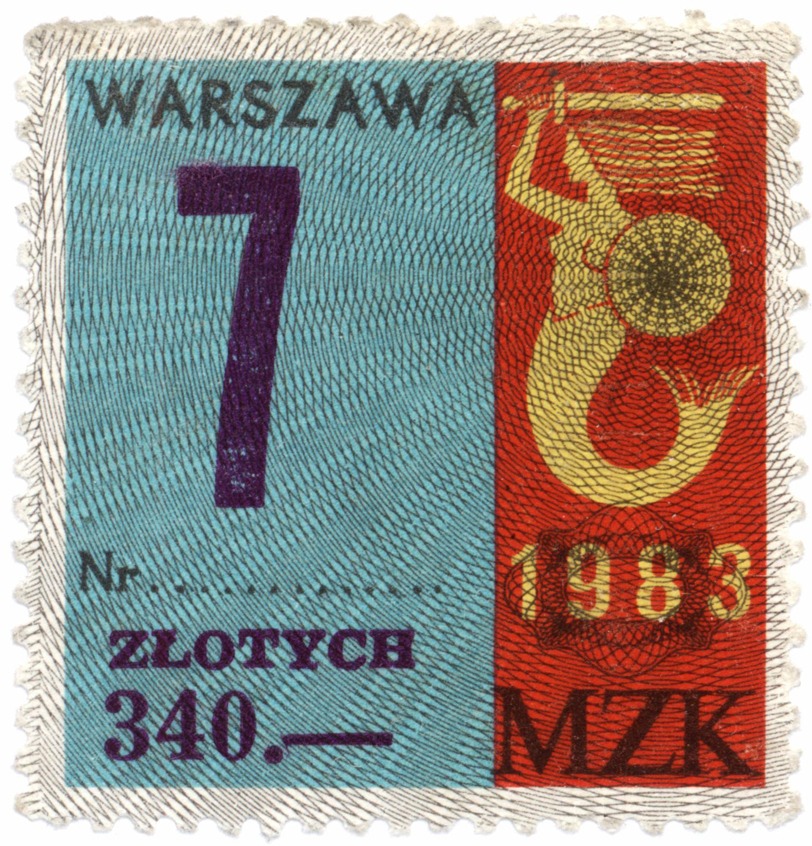 WARSZAWA
7
Nr...............
ZŁOTYCH
340.—
1983
MZK